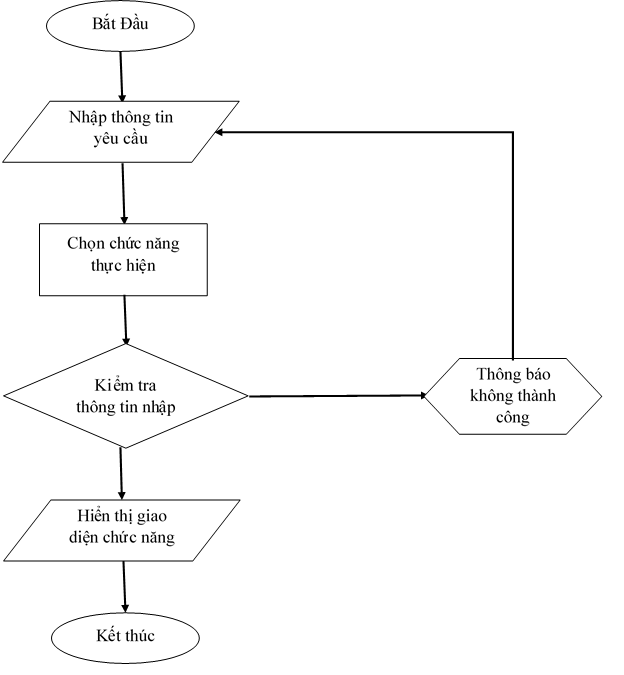 Bắt Đầu
Nhập thông tin
yêu cầu
Chọn chức năng
thực hiện
Kiểm tra
thông tin nhập
Thông báo
không thành
công
Hiển thị giao
diện chức năng
Kết thúc